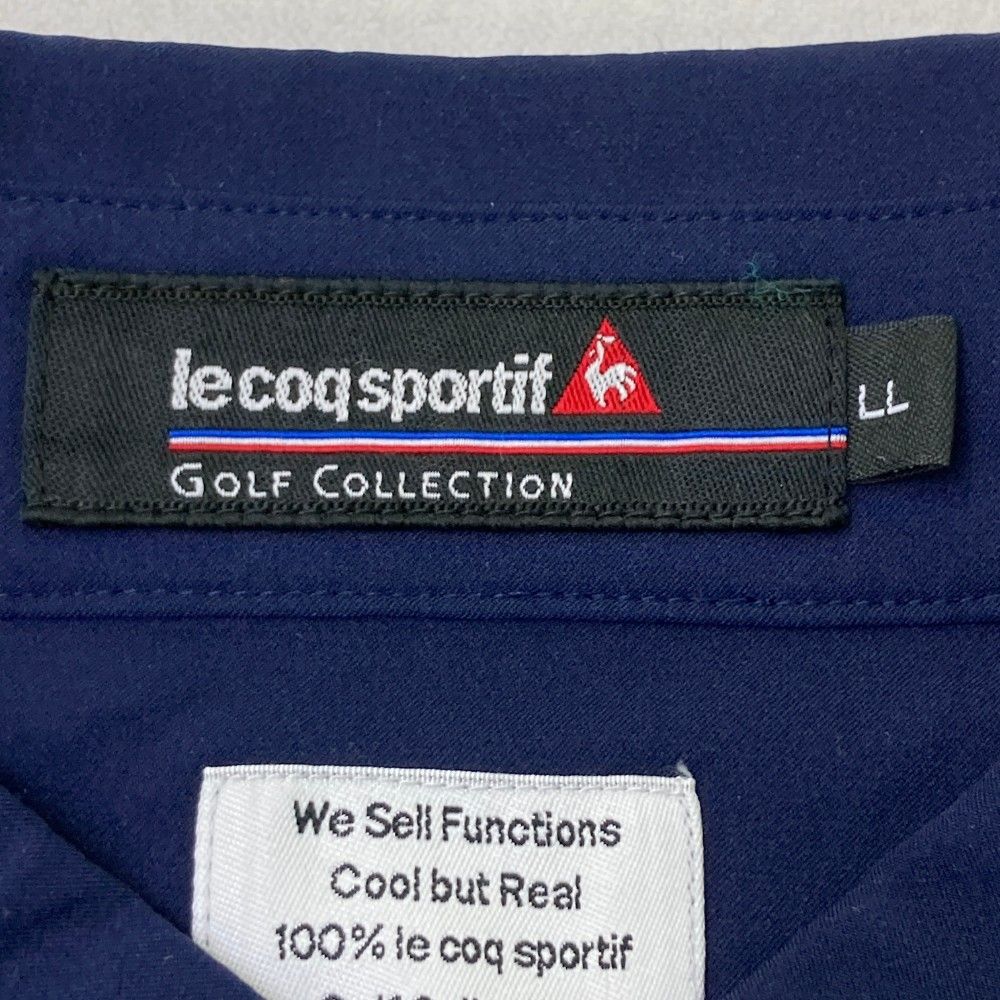 le coq sportif
GOLF COLLECTION
LL
We Sell Functions
Cool but Real
100% le coq sportif